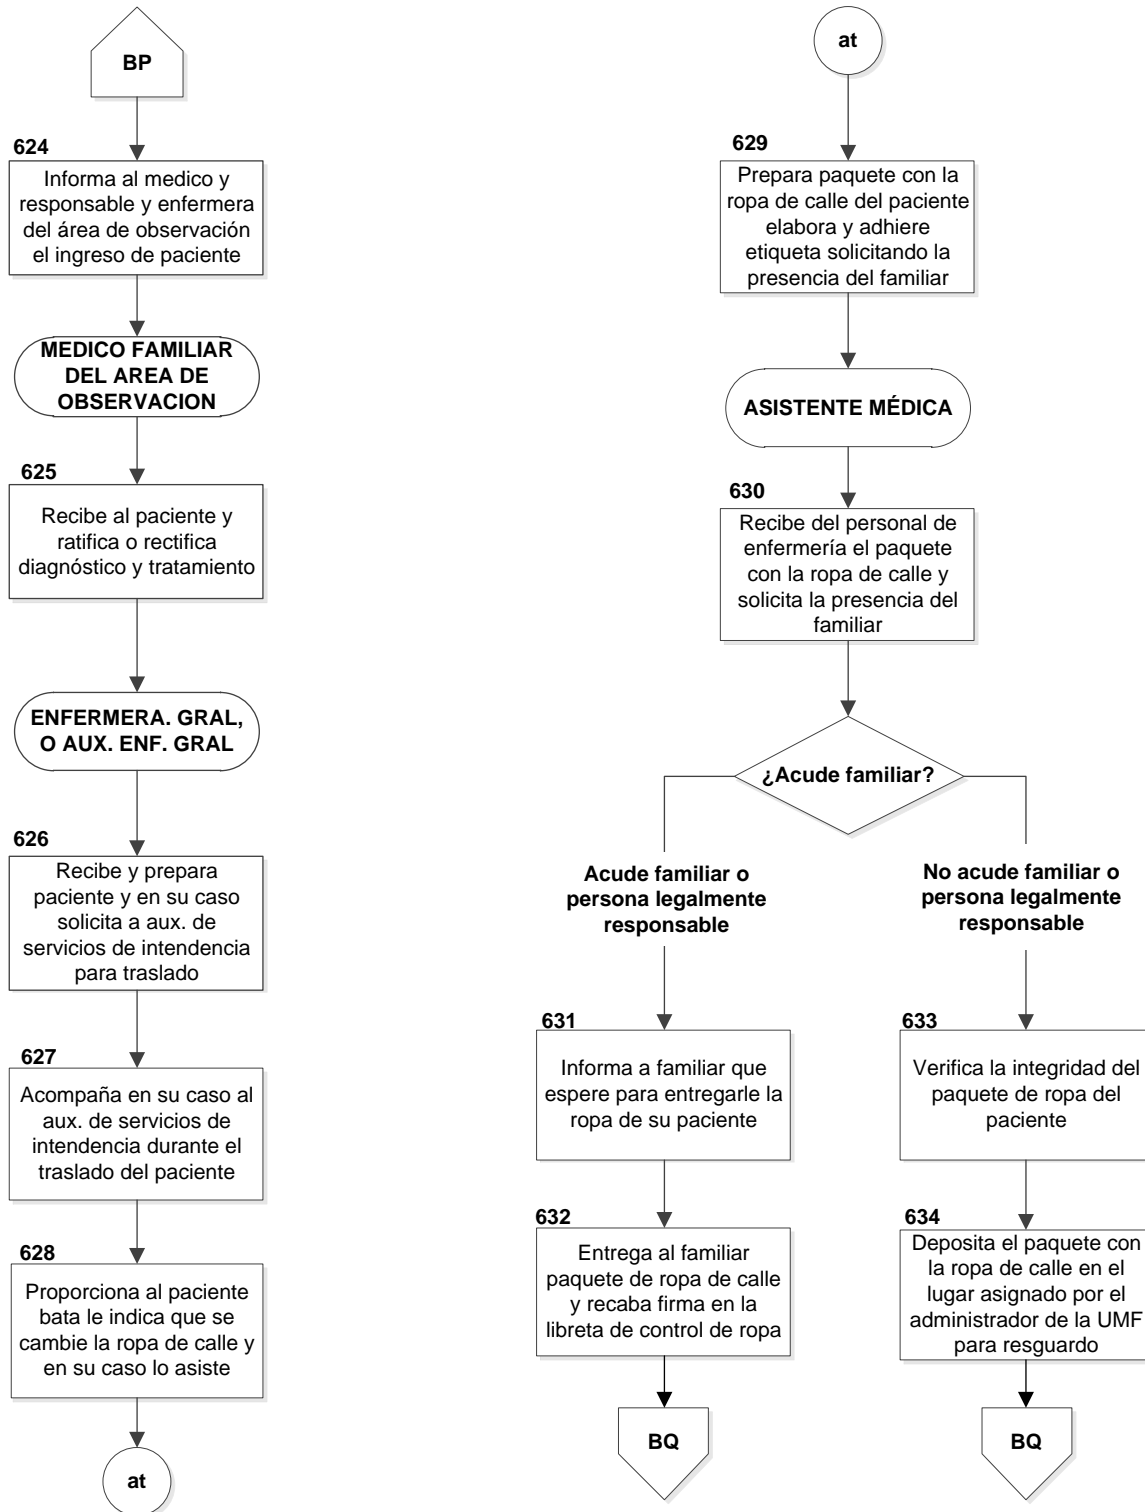 BP
624
Informa al medico y
responsable y enfermera
del área de observación
el ingreso de paciente
MEDICO FAMILIAR
DEL AREA DE
OBSERVACION
625
Recibe al paciente y
ratifica o rectifica
diagnóstico y tratamiento
ENFERMERA. GRAL,
O AUX. ENF. GRAL
626
Recibe y prepara
paciente y en su caso
solicita a aux. de
servicios de intendencia
para traslado
627
Acompaña en su caso al
aux. de servicios de
intendencia durante el
traslado del paciente
628
Proporciona al paciente
bata le indica que se
cambie la ropa de calle y
en su caso lo asiste
at
at
629
Prepara paquete con la
ropa de calle del paciente
elabora y adhiere
etiqueta solicitando la
presencia del familiar
ASISTENTE MÉDICA
630
Recibe del personal de
enfermería el paquete
con la ropa de calle y
solicita la presencia del
familiar
¿Acude familiar?
Acude familiar o
persona legalmente
responsable
631
Informa a familiar que
espere para entregarle la
ropa de su paciente
632
Entrega al familiar
paquete de ropa de calle
y recaba firma en la
libreta de control de ropa
BQ
No acude familiar o
persona legalmente
responsable
633
Verifica la integridad del
paquete de ropa del
paciente
634
Deposita el paquete con
la ropa de calle en el
lugar asignado por el
administrador de la UMF
para resguardo
BQ